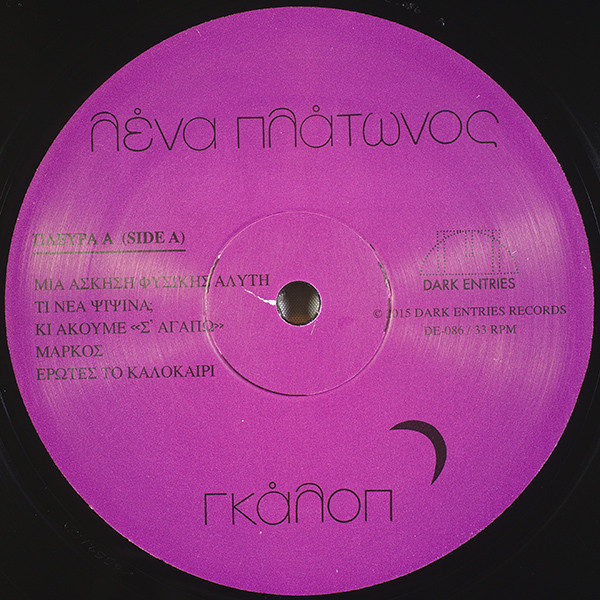 λένα πλάτωνος
ΠΛΕΥΡΑ Α (SIDE A)
ΜΙΑ ΑΣΚΗΣΗ ΦΥΣΙΚΗΣ ΑΛΥΤΗ
ΤΙ ΝΕΑ ΨΙΨΙΝΑ;
ΚΙ ΑΚΟΥΜΕ «Σ' ΑΓΑΠΩ»
ΜΑΡΚΟΣ
ΕΡΩΤΕΣ ΤΟ ΚΑΛΟΚΑΙΡΙ
DARK ENTRIES
© 2015 DARK ENTRIES RECORDS
DE-086 / 33 RPM
γκάλοπ